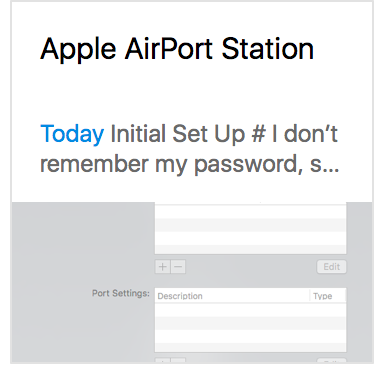 Apple AirPort Station
Today Initial Set Up # I don’t
remember my password, s...
+ − Edit
Port Settings: Description Type